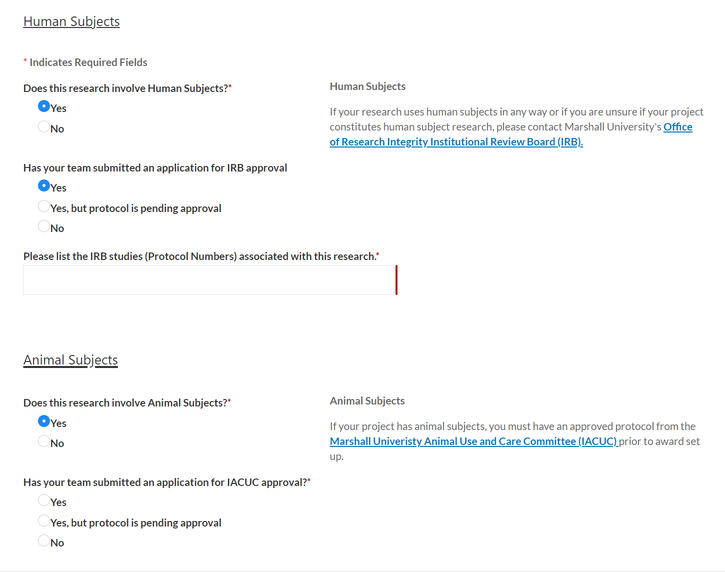 Human Subjects
* Indicates Required Fields
Does this research involve Human Subjects?*
Yes
No
Human Subjects
If your research uses human subjects in any way or if you are unsure if your project
constitutes human subject research, please contact Marshall University's Office
of Research Integrity Institutional Review Board (IRB).
Has your team submitted an application for IRB approval
Yes
Yes, but protocol is pending approval
No
Please list the IRB studies (Protocol Numbers) associated with this research.*
Animal Subjects
Does this research involve Animal Subjects?*
Yes
No
Animal Subjects
If your project has animal subjects, you must have an approved protocol from the
Marshall Univeristy Animal Use and Care Committee (IACUC) prior to award set
up.
Has your team submitted an application for IACUC approval?*
Yes
Yes, but protocol is pending approval
No